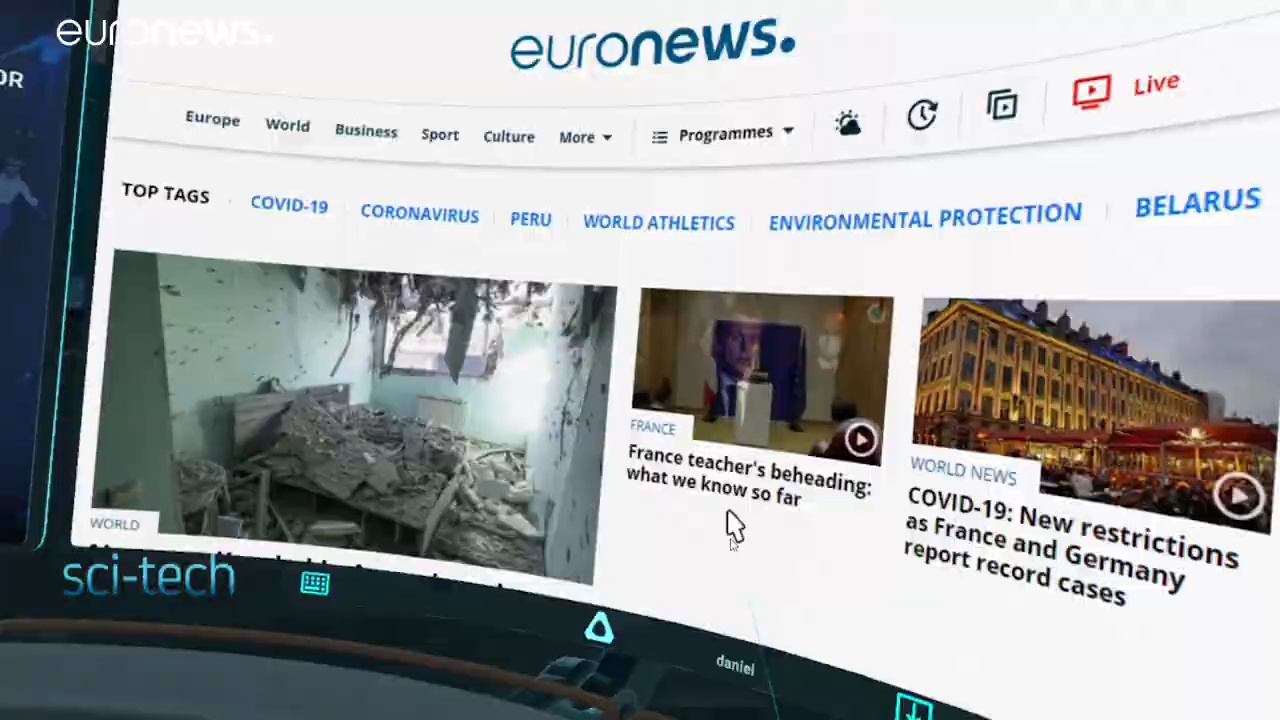 euronews.
OR
euronews.
Europe World Business Sport Culture More Programmes Live
TOP TAGS COVID-19 CORONAVIRUS PERU WORLD ATHLETICS ENVIRONMENTAL PROTECTION BELARUS
WORLD
FRANCE
France teacher's beheading:
what we know so far
WORLD NEWS
COVID-19: New restrictions
as France and Germany
report record cases
sci-tech
daniel